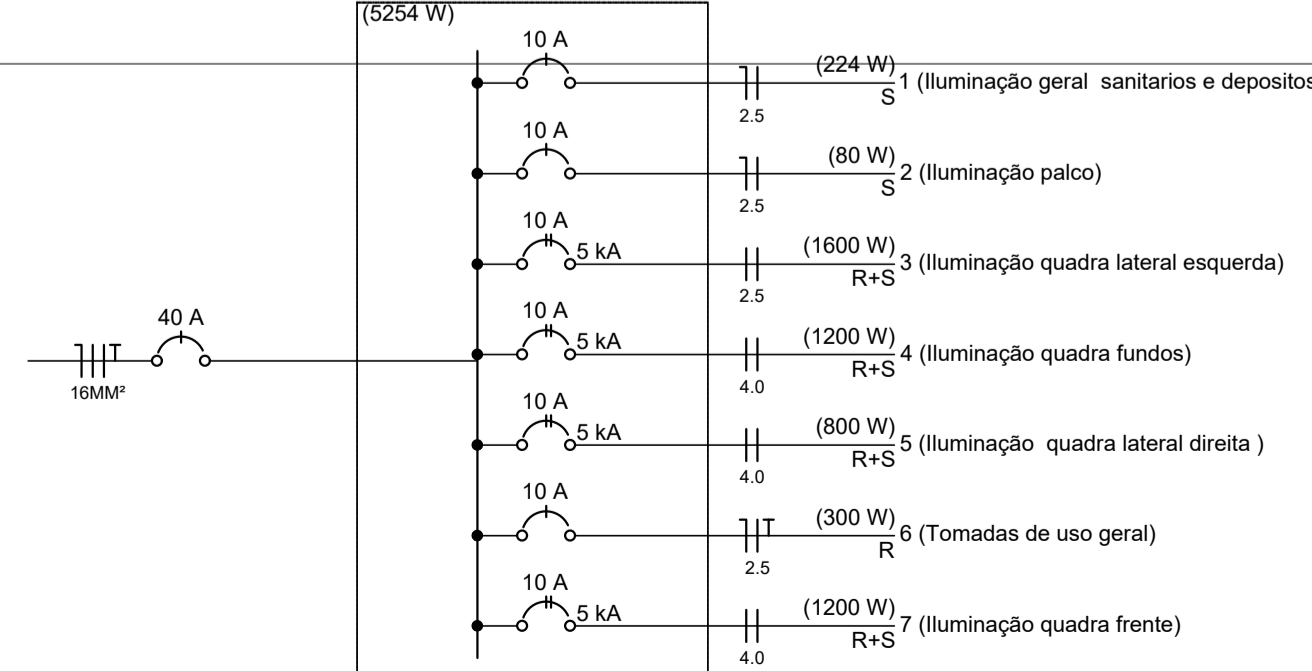 (5254 W)
10 A
(224 W)
1 (Iluminação geral sanitarios e depositos
S
2.5
10 A
(80 W)
2 (Iluminação palco)
S
2.5
10 A
5 kA
(1600 W)
3 (Iluminação quadra lateral esquerda)
R+S
2.5
40 A
16MM²
10 A
5 kA
(1200 W)
4 (Iluminação quadra fundos)
R+S
4.0
10 A
5 kA
(800 W)
5 (Iluminação quadra lateral direita )
R+S
4.0
10 A
(300 W)
6 (Tomadas de uso geral)
R
2.5
10 A
5 kA
(1200 W)
7 (Iluminação quadra frente)
R+S
4.0